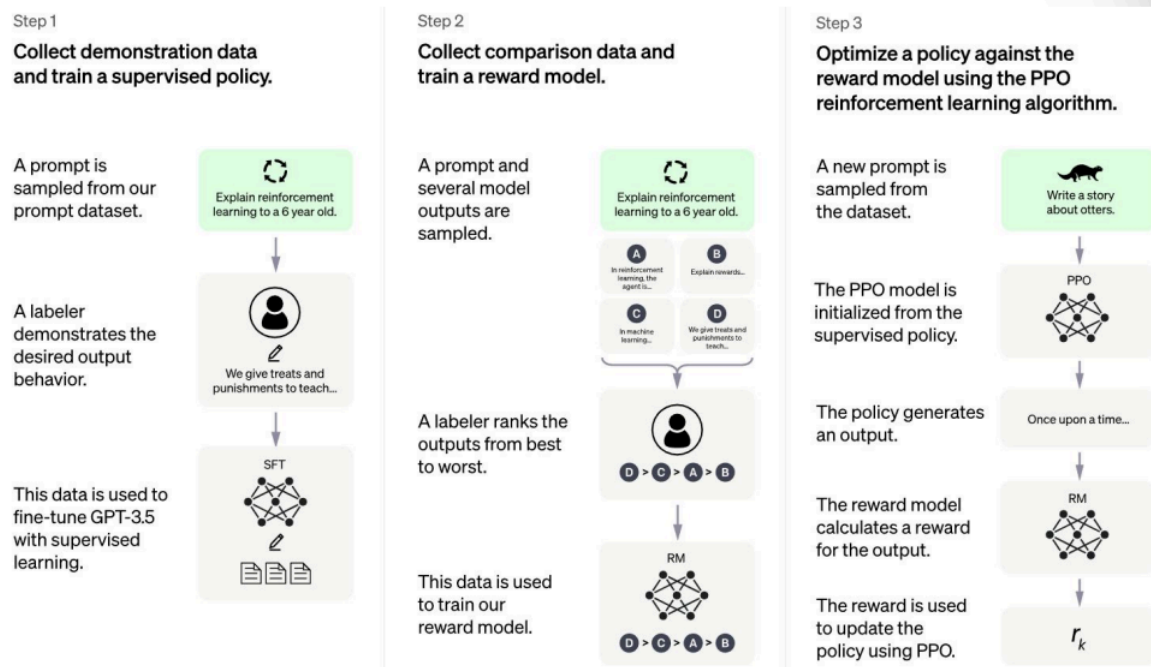 Step 1
Collect demonstration data
and train a supervised policy.
A prompt is
sampled from our
prompt dataset.
Explain reinforcement
learning to a 6 year old.
A labeler
demonstrates the
desired output
behavior.
We give treats and
punishments to teach...
This data is used to
fine-tune GPT-3.5
with supervised
learning.
SFT
Step 2
Collect comparison data and
train a reward model.
A prompt and
several model
outputs are
sampled.
Explain reinforcement
learning to a 6 year old.
A
In reinforcement
learning, the
agent is...
B
Explain rewards...
C
In machine
learning...
D
We give treats and
punishments to
teach...
A labeler ranks the
outputs from best
to worst.
D > C > A > B
This data is used
to train our
reward model.
RM
D > C > A > B
Step 3
Optimize a policy against the
reward model using the PPO
reinforcement learning algorithm.
A new prompt is
sampled from
the dataset.
Write a story
about otters.
The PPO model is
initialized from the
supervised policy.
PPO
The policy generates
an output.
Once upon a time...
The reward model
calculates a reward
for the output.
RM
The reward is used
to update the
policy using PPO.
rₖ